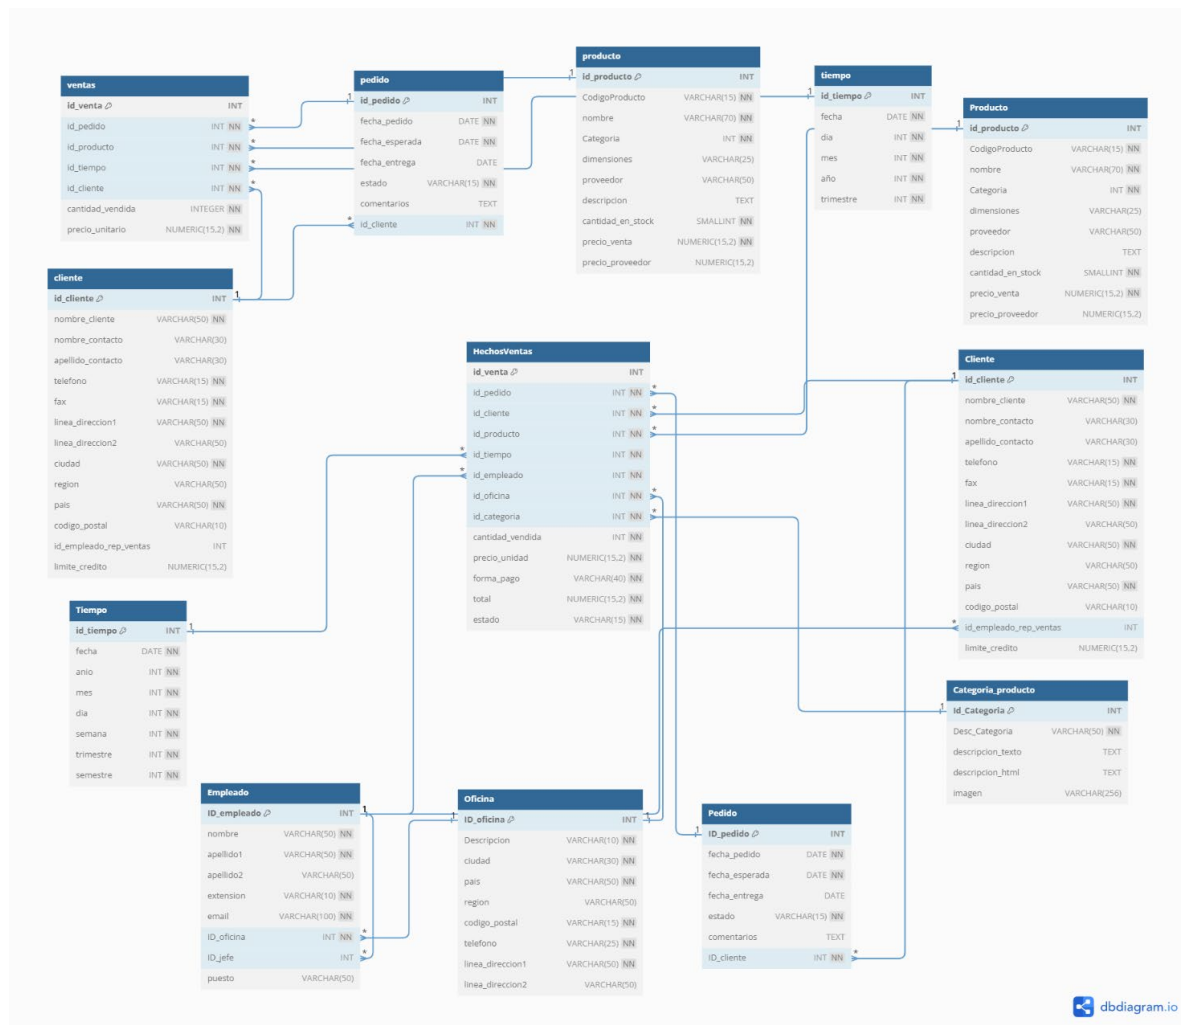 ventas
id_venta INT
id_pedido INT NN
id_producto INT NN
id_tiempo INT NN
id_cliente INT NN
cantidad_vendida INTEGER NN
precio_unitario NUMERIC(15,2) NN
pedido
id_pedido INT
fecha_pedido DATE NN
fecha_esperada DATE NN
fecha_entrega DATE
estado VARCHAR(15) NN
comentarios TEXT
id_cliente INT NN
producto
id_producto INT
CodigoProducto VARCHAR(15) NN
nombre VARCHAR(70) NN
Categoria INT NN
dimensiones VARCHAR(25)
proveedor VARCHAR(50)
descripcion TEXT
cantidad_en_stock SMALLINT NN
precio_venta NUMERIC(15,2) NN
precio_proveedor NUMERIC(15,2)
tiempo
id_tiempo INT
fecha DATE NN
dia INT NN
mes INT NN
año INT NN
trimestre INT NN
Producto
id_producto INT
CodigoProducto VARCHAR(15) NN
nombre VARCHAR(70) NN
Categoria INT NN
dimensiones VARCHAR(25)
proveedor VARCHAR(50)
descripcion TEXT
cantidad_en_stock SMALLINT NN
precio_venta NUMERIC(15,2) NN
precio_proveedor NUMERIC(15,2)
cliente
id_cliente INT
nombre_cliente VARCHAR(50) NN
nombre_contacto VARCHAR(30)
apellido_contacto VARCHAR(30)
telefono VARCHAR(15) NN
fax VARCHAR(15) NN
linea_direccion1 VARCHAR(50) NN
linea_direccion2 VARCHAR(50)
ciudad VARCHAR(50) NN
region VARCHAR(50)
pais VARCHAR(50) NN
codigo_postal VARCHAR(10)
id_empleado_rep_ventas INT
limite_credito NUMERIC(15,2)
HechosVentas
id_venta INT
id_pedido INT NN
id_cliente INT NN
id_producto INT NN
id_tiempo INT NN
id_empleado INT NN
id_oficina INT NN
id_categoria INT NN
cantidad_vendida INT NN
precio_unidad NUMERIC(15,2) NN
forma_pago VARCHAR(40) NN
total NUMERIC(15,2) NN
estado VARCHAR(15) NN
Cliente
id_cliente INT
nombre_cliente VARCHAR(50) NN
nombre_contacto VARCHAR(30)
apellido_contacto VARCHAR(30)
telefono VARCHAR(15) NN
fax VARCHAR(15) NN
linea_direccion1 VARCHAR(50) NN
linea_direccion2 VARCHAR(50)
ciudad VARCHAR(50) NN
region VARCHAR(50)
pais VARCHAR(50) NN
codigo_postal VARCHAR(10)
id_empleado_rep_ventas INT
limite_credito NUMERIC(15,2)
Tiempo
id_tiempo INT
fecha DATE NN
anio INT NN
mes INT NN
dia INT NN
semana INT NN
trimestre INT NN
semestre INT NN
Categoria_producto
Id_Categoria INT
Desc_Categoria VARCHAR(50) NN
descripcion_texto TEXT
descripcion_html TEXT
imagen VARCHAR(256)
Empleado
ID_empleado INT
nombre VARCHAR(50) NN
apellido1 VARCHAR(50) NN
apellido2 VARCHAR(50)
extension VARCHAR(10) NN
email VARCHAR(100) NN
ID_oficina INT NN
ID_jefe INT
puesto VARCHAR(50)
Oficina
ID_oficina INT
Descripcion VARCHAR(10) NN
ciudad VARCHAR(30) NN
pais VARCHAR(50) NN
region VARCHAR(50)
codigo_postal VARCHAR(15) NN
telefono VARCHAR(25) NN
linea_direccion1 VARCHAR(50) NN
linea_direccion2 VARCHAR(50)
Pedido
ID_pedido INT
fecha_pedido DATE NN
fecha_esperada DATE NN
fecha_entrega DATE
estado VARCHAR(15) NN
comentarios TEXT
ID_cliente INT NN
dbdiagram.io